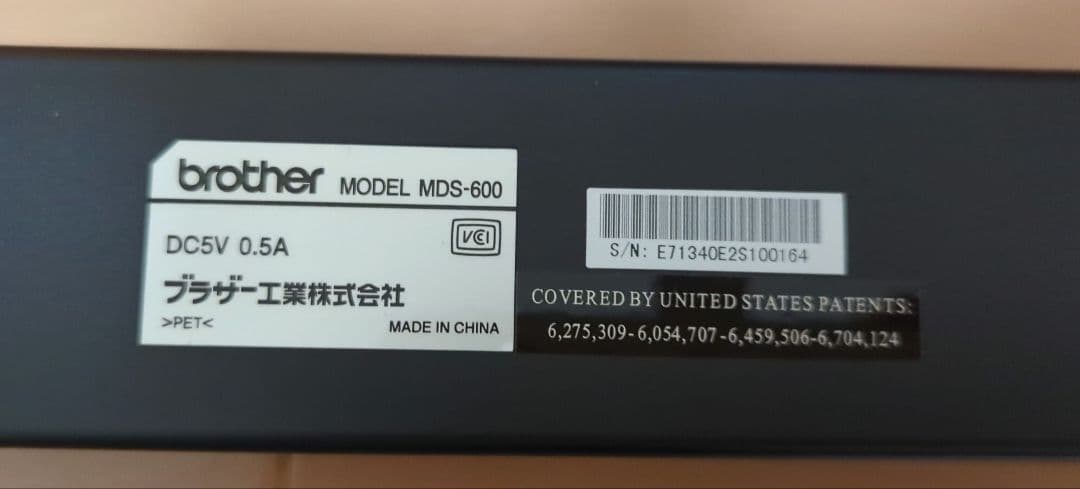 brother MODEL MDS-600
DC5V 0.5A
VCI
ブラザー工業株式会社
>PET<
MADE IN CHINA
S/N: E71340E2S100164
COVERED BY UNITED STATES PATENTS:
6,275,309-6,054,707-6,459,506-6,704,124